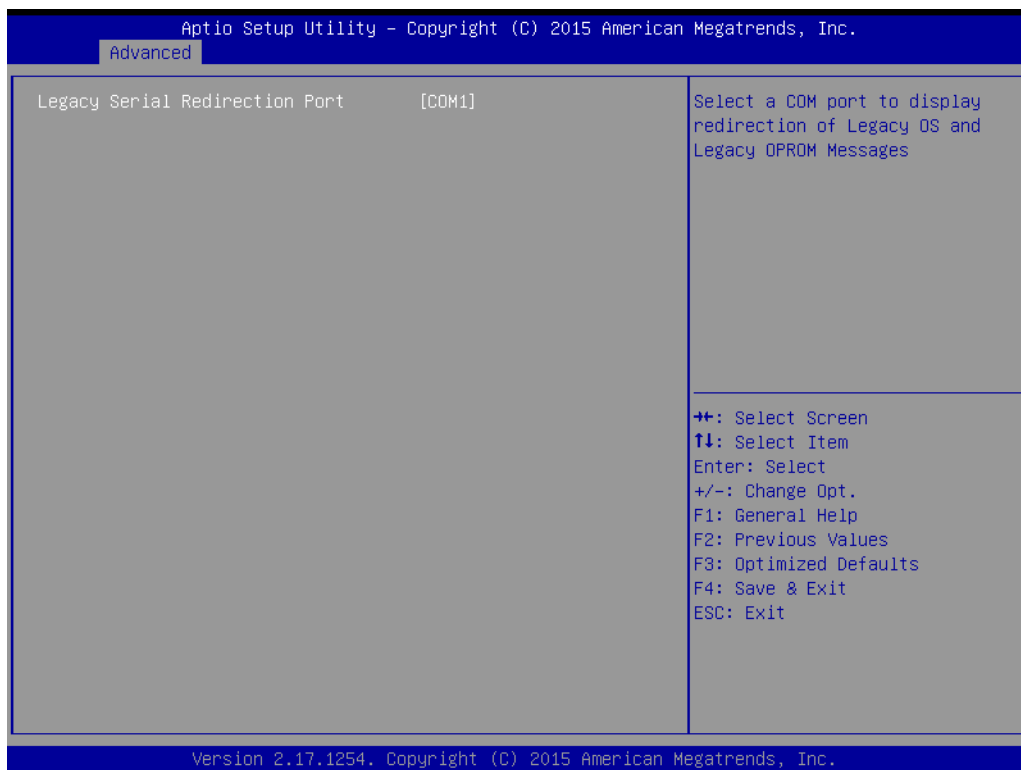 Aptio Setup Utility – Copyright (C) 2015 American Megatrends, Inc.
Advanced
Legacy Serial Redirection Port [COM1]
Select a COM port to display
redirection of Legacy OS and
Legacy OPROM Messages
→←: Select Screen
↑↓: Select Item
Enter: Select
+/-: Change Opt.
F1: General Help
F2: Previous Values
F3: Optimized Defaults
F4: Save & Exit
ESC: Exit
Version 2.17.1254. Copyright (C) 2015 American Megatrends, Inc.